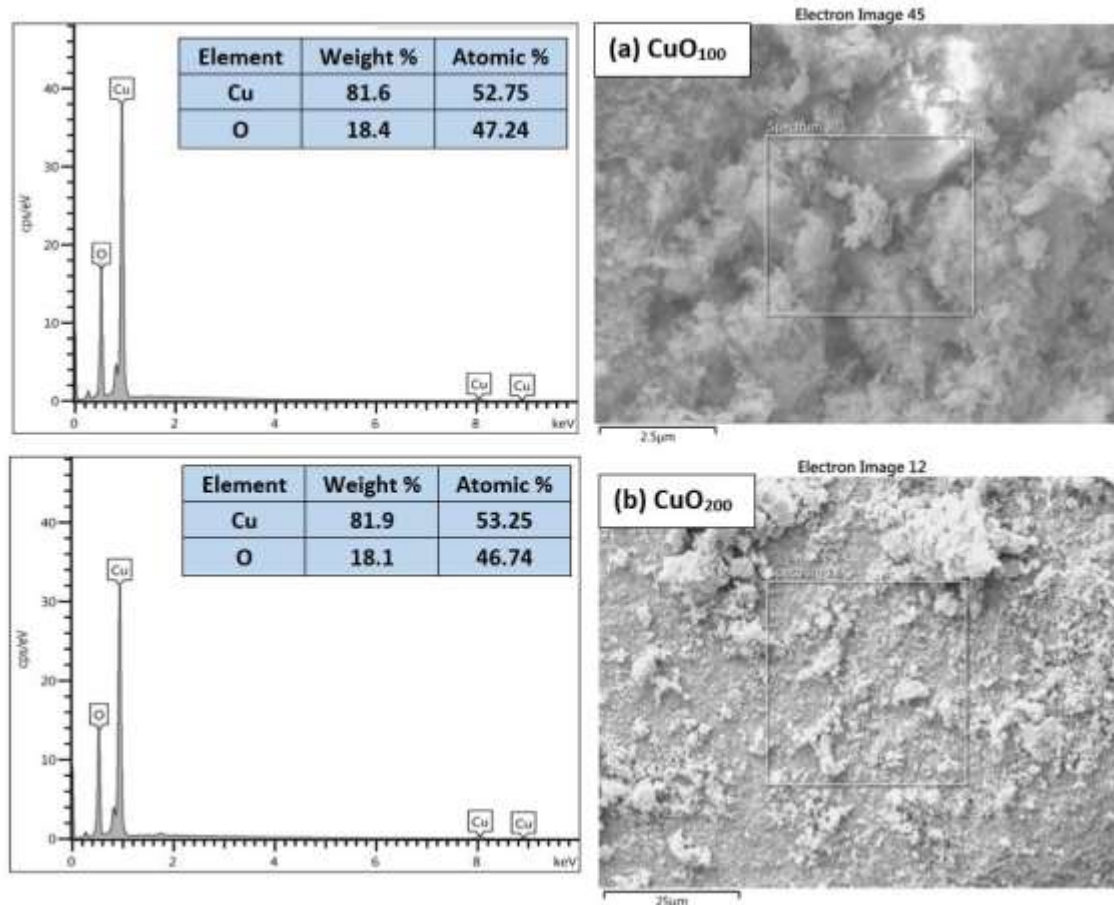 Electron Image 45
Element Weight % Atomic %
Cu 81.6 52.75
O 18.4 47.24
(a) CuO₁₀₀
Cu
O
Cu Cu
cps/eV
40
30
20
10
0
0 2 4 6 8 keV
Spectrum
2.5µm
Electron Image 12
Element Weight % Atomic %
Cu 81.9 53.25
O 18.1 46.74
(b) CuO₂₀₀
Cu
O
Cu Cu
cps/eV
40
30
20
10
0
0 2 4 6 8 keV
25µm